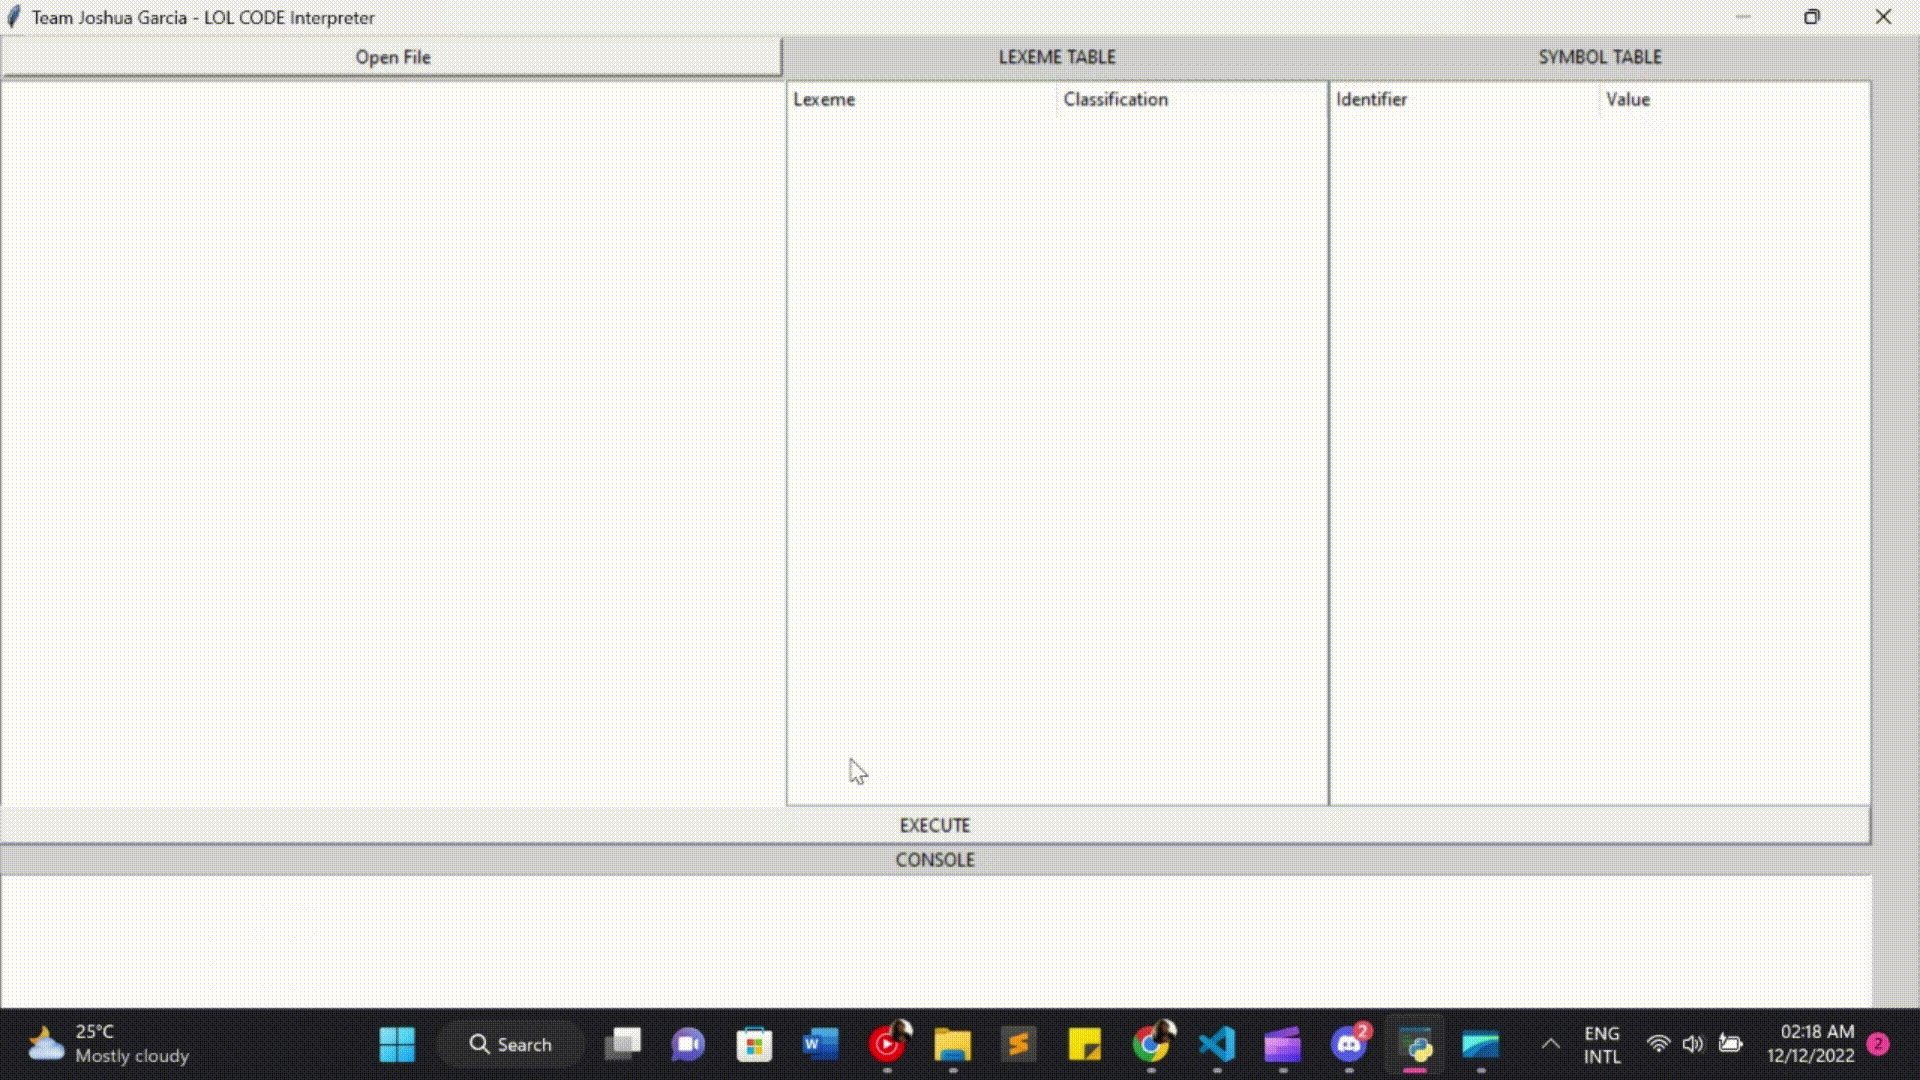 Team Joshua Garcia - LOL CODE Interpreter
Open File
LEXEME TABLE
SYMBOL TABLE
Lexeme
Classification
Identifier
Value
EXECUTE
CONSOLE
25°C
Mostly cloudy
Search
W
2
ENG
INTL
02:18 AM
12/12/2022
2